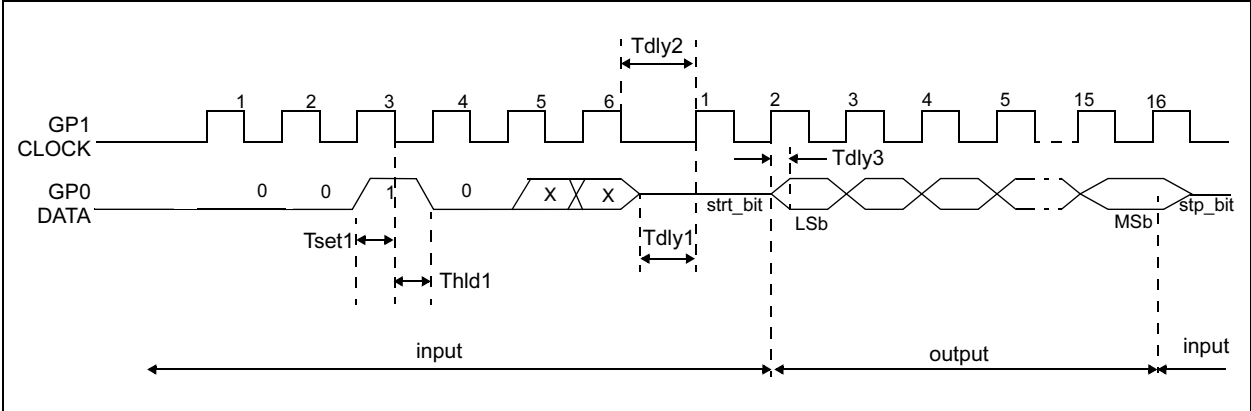 Tdly2
1 2 3 4 5 6 1 2 3 4 5 15 16
GP1
CLOCK
Tdly3
GP0
DATA
0 0 1 0 X X strt_bit LSb MSb stp_bit
Tset1
Tdly1
Thld1
input output input